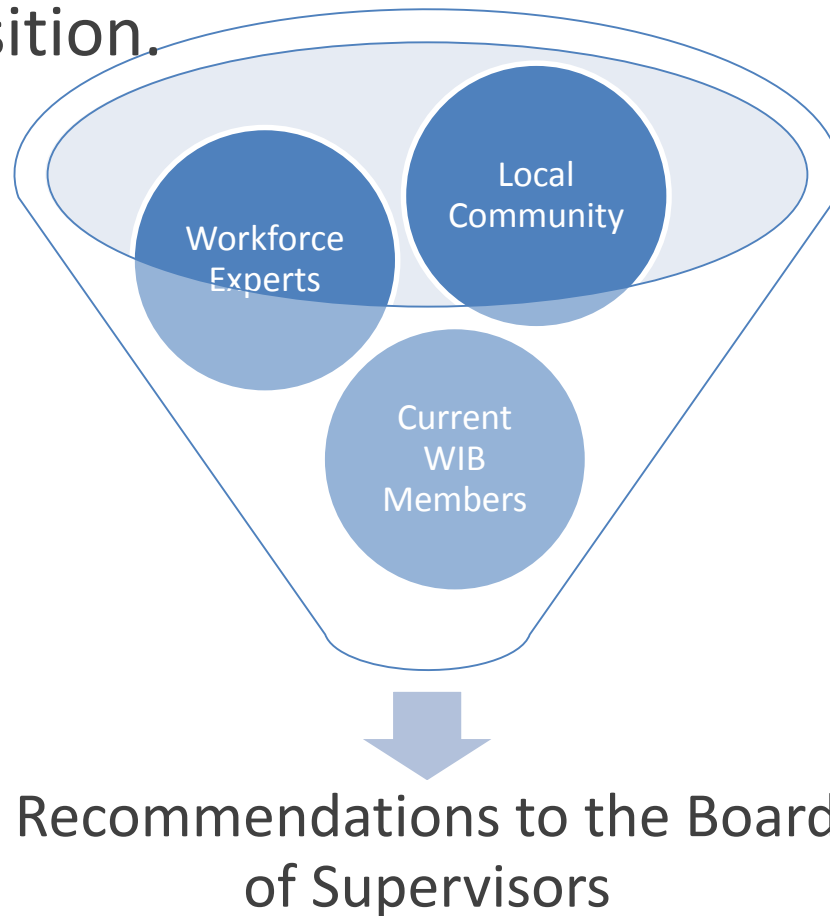 sition.
Local
Community
Workforce
Experts
Current
WIB
Members
Recommendations to the Board
of Supervisors